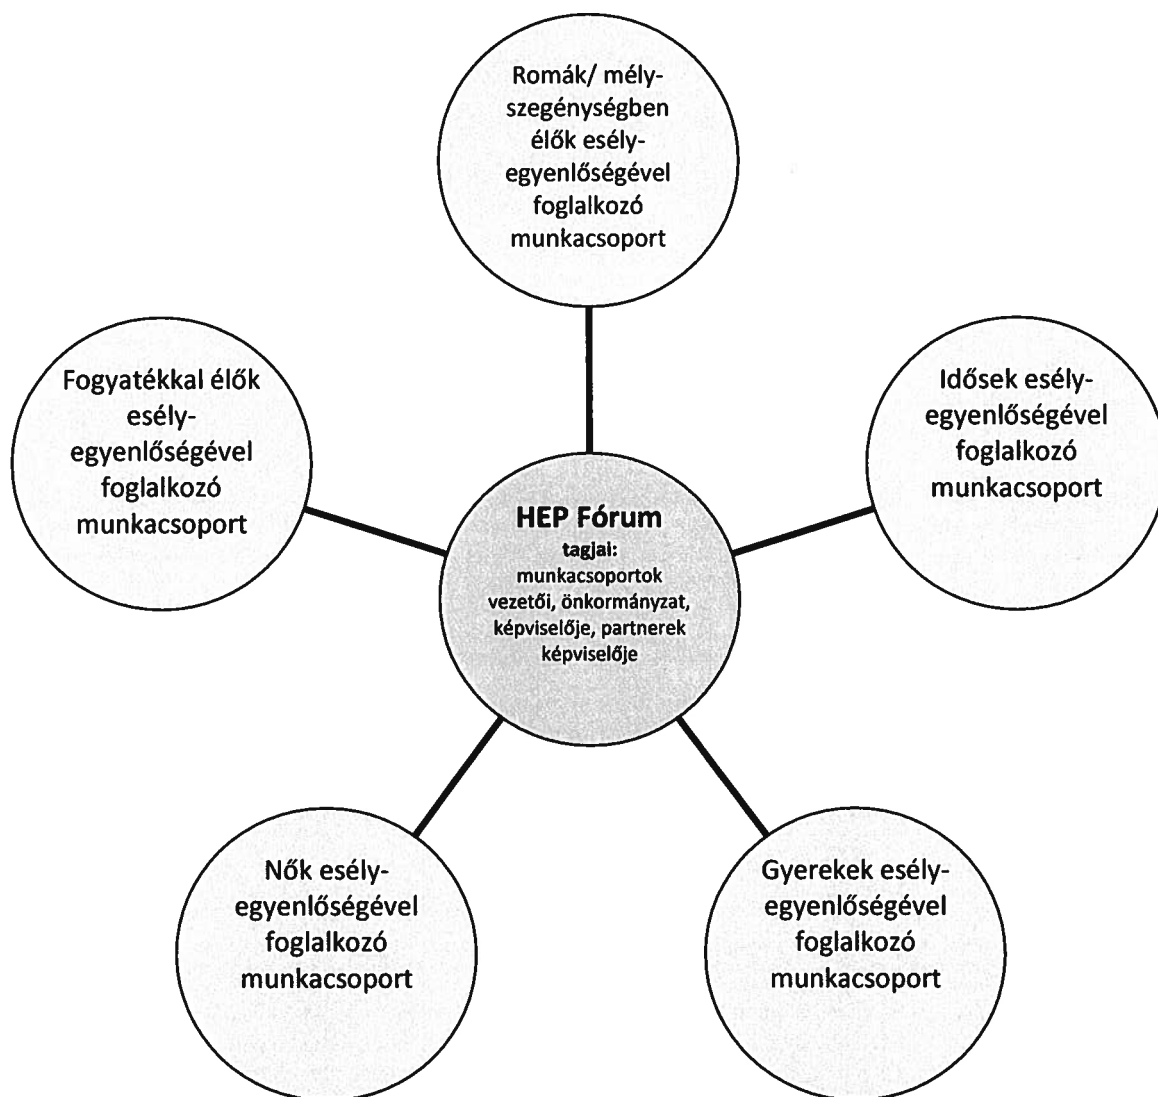 Romák/ mély-
szegénységben
élők esély-
egyenlőségével
foglalkozó
munkacsoport
Fogyatékkal élők
esély-
egyenlőségével
foglalkozó
munkacsoport
Idősek esély-
egyenlőségével
foglalkozó
munkacsoport
HEP Fórum
tagjai:
munkacsoportok
vezetői, önkormányzat,
képviselője, partnerek
képviselője
Nők esély-
egyenlőségével
foglalkozó
munkacsoport
Gyerekek esély-
egyenlőségével
foglalkozó
munkacsoport